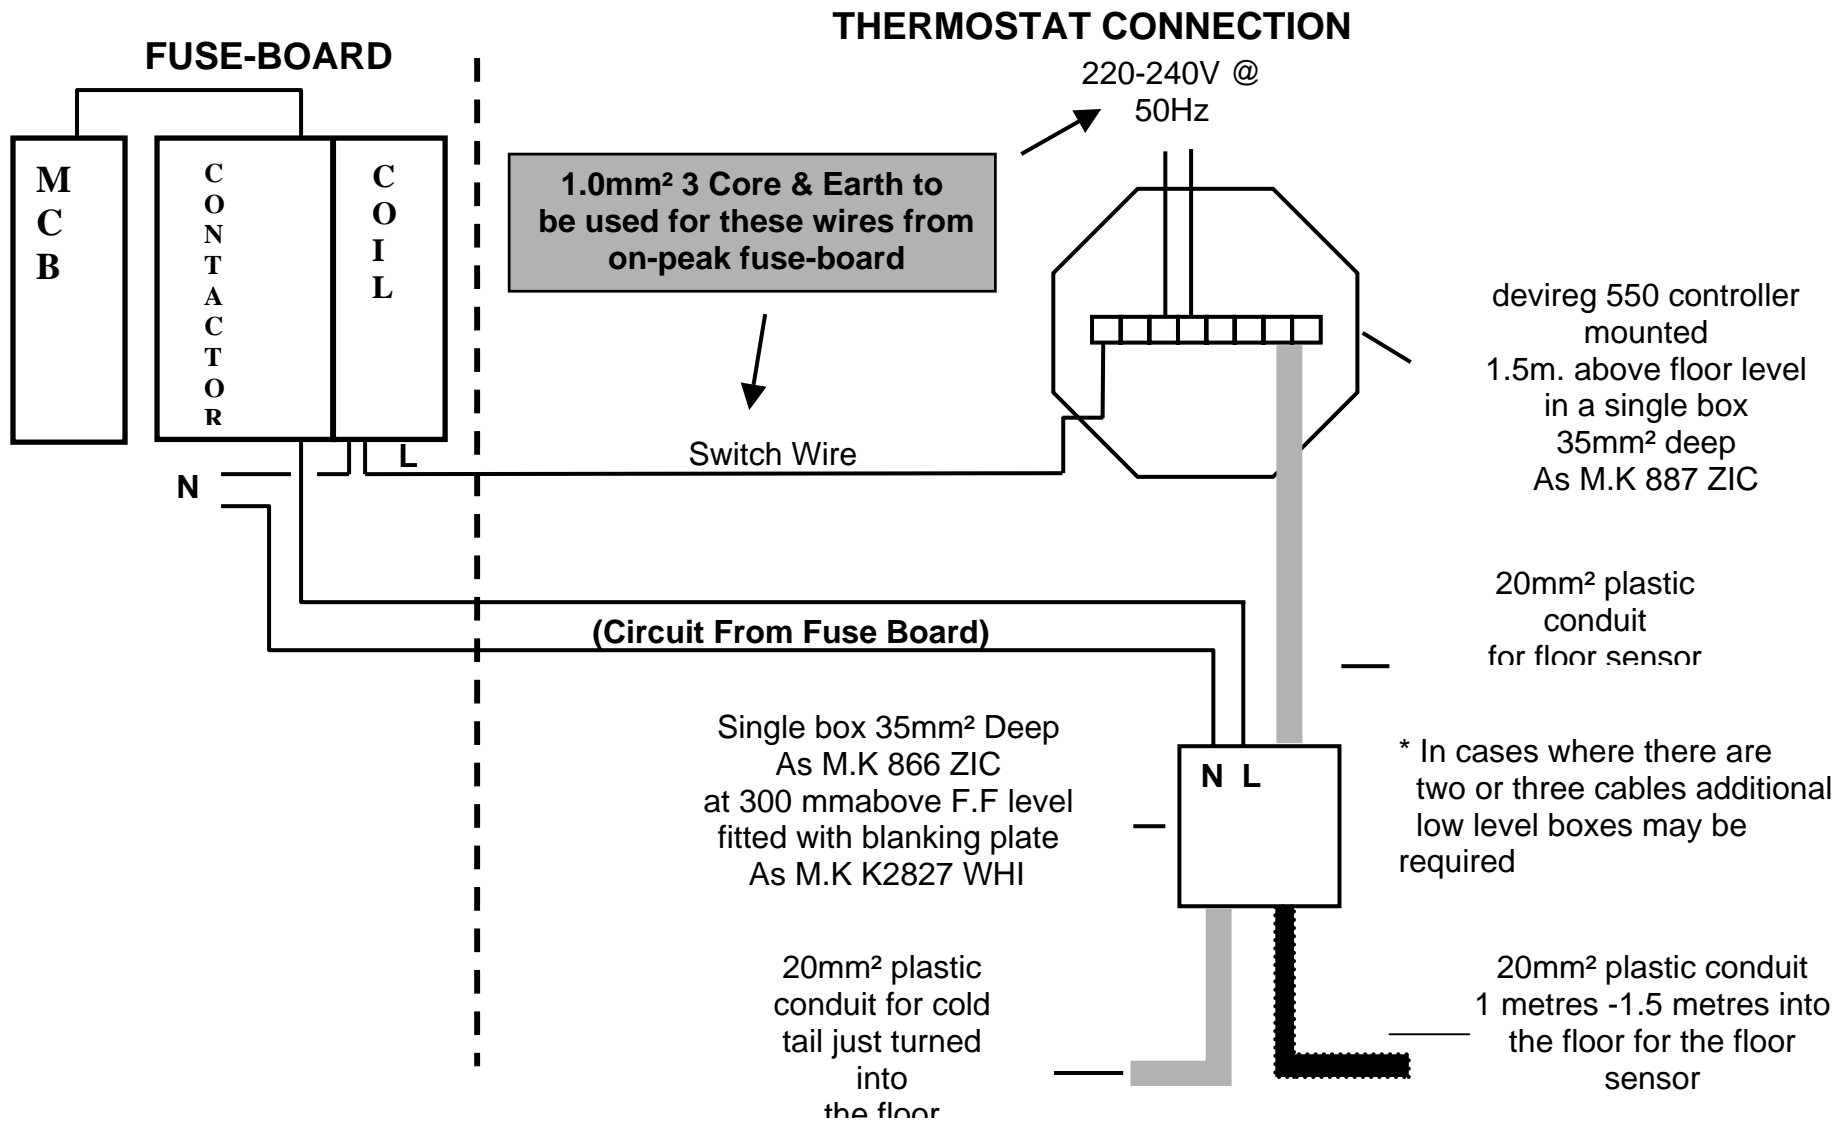 THERMOSTAT CONNECTION
FUSE-BOARD
220-240V @
50Hz
MCB
CONTACTOR
COIL
1.0mm² 3 Core & Earth to
be used for these wires from
on-peak fuse-board
devireg 550 controller
mounted
1.5m. above floor level
in a single box
35mm² deep
As M.K 887 ZIC
L
Switch Wire
N
20mm² plastic
conduit
for floor sensor
(Circuit From Fuse Board)
Single box 35mm² Deep
As M.K 866 ZIC
at 300 mmabove F.F level
fitted with blanking plate
As M.K K2827 WHI
N L
* In cases where there are
two or three cables additional
low level boxes may be
required
20mm² plastic
conduit for cold
tail just turned
into
the floor
20mm² plastic conduit
1 metres -1.5 metres into
the floor for the floor
sensor